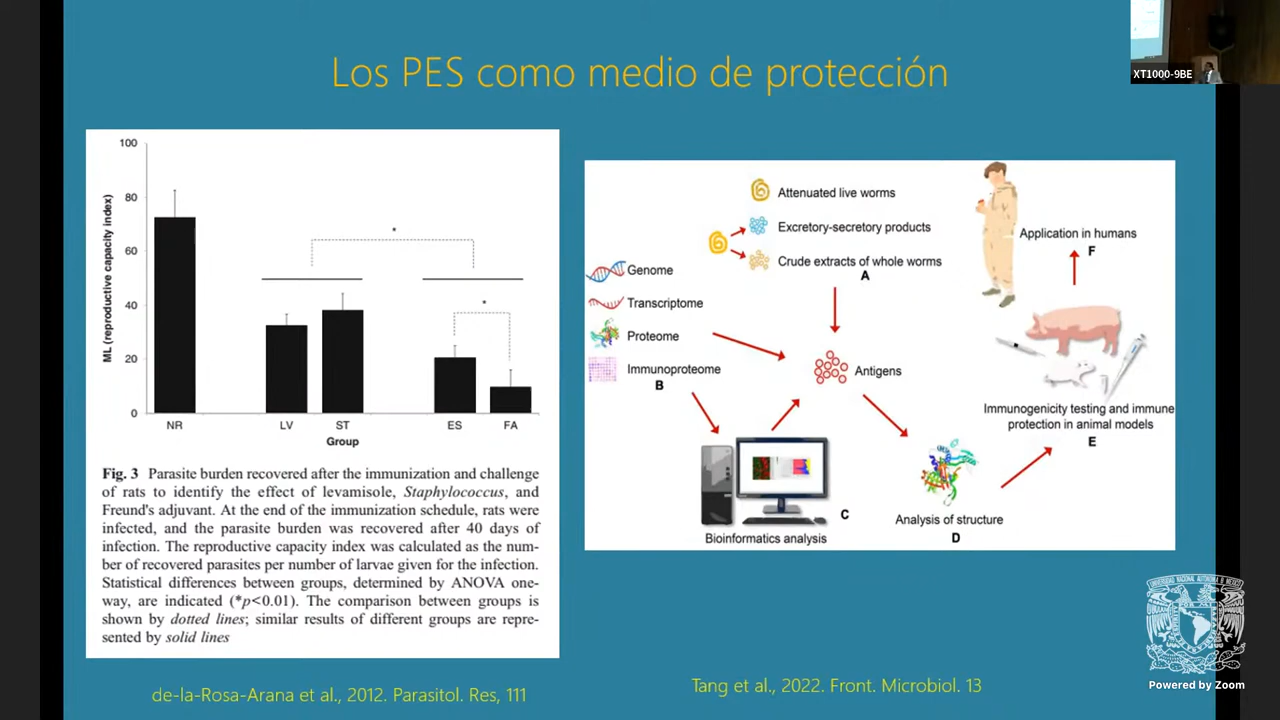 Los PES como medio de protección
XT1000-9BE
ML (reproductive capacity index)
100
80
60
40
20
0
*
*
NR
LV
ST
ES
FA
Group
Fig. 3 Parasite burden recovered after the immunization and challenge
of rats to identify the effect of levamisole, Staphylococcus, and
Freund's adjuvant. At the end of the immunization schedule, rats were
infected, and the parasite burden was recovered after 40 days of
infection. The reproductive capacity index was calculated as the num-
ber of recovered parasites per number of larvae given for the infection.
Statistical differences between groups, determined by ANOVA one-
way, are indicated (*p<0.01). The comparison between groups is
shown by dotted lines; similar results of different groups are repre-
sented by solid lines
de-la-Rosa-Arana et al., 2012. Parasitol. Res, 111
Attenuated live worms
Excretory-secretory products
Crude extracts of whole worms
A
Genome
Transcriptome
Proteome
Immunoproteome
B
Antigens
Bioinformatics analysis
C
Analysis of structure
D
Immunogenicity testing and immune
protection in animal models
E
Application in humans
F
Tang et al., 2022. Front. Microbiol. 13
Powered by Zoom